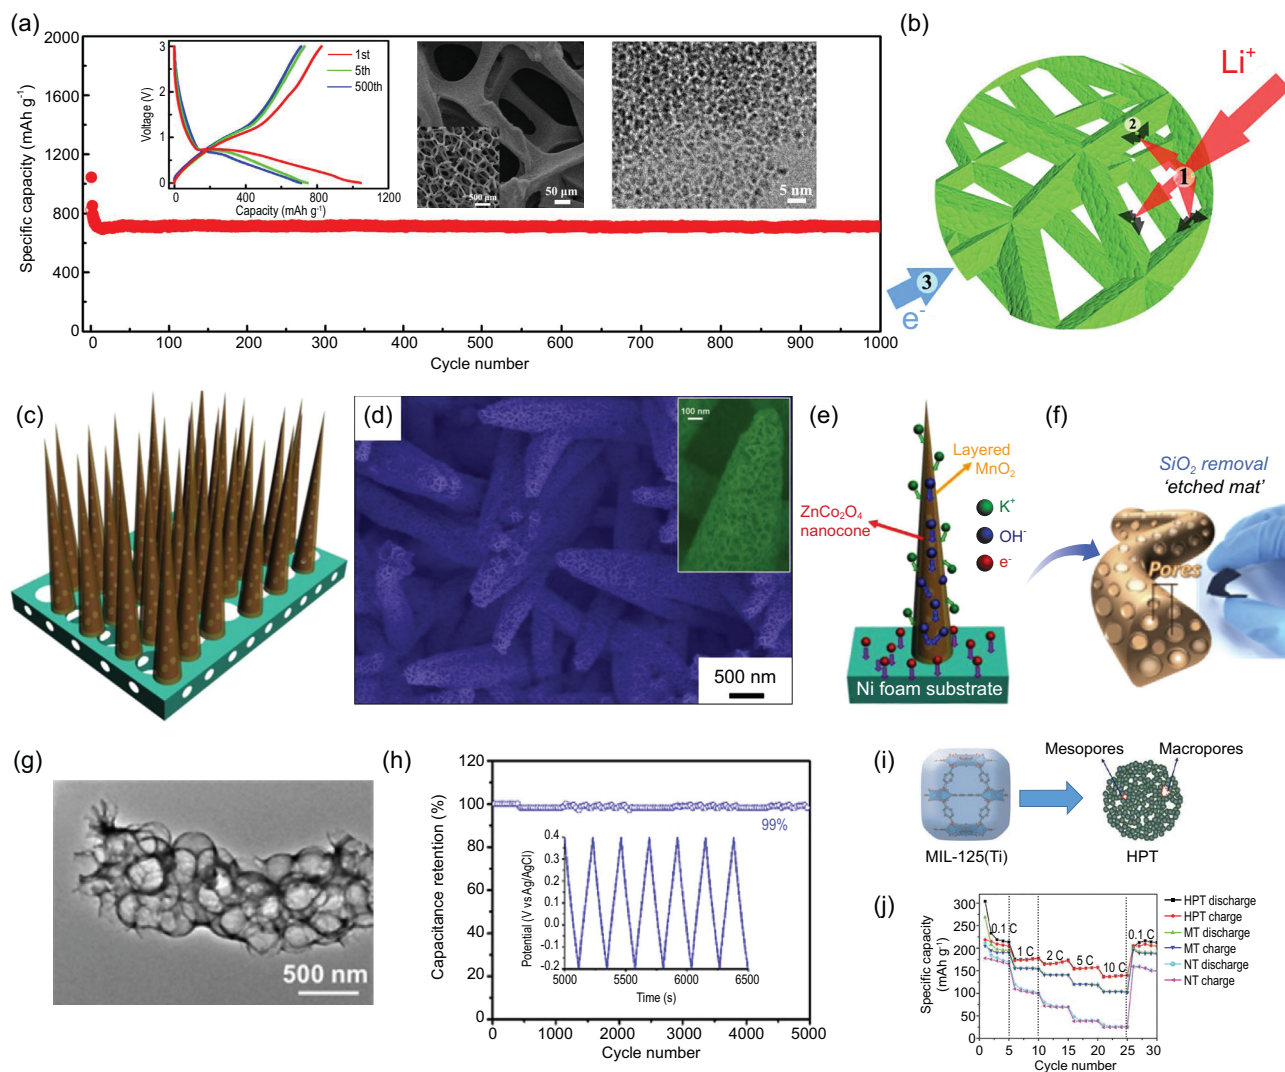 (a)
2000
1600
1200
1000
800
400
0
Specific capacity (mAh g⁻¹)
0 100 200 300 400 500 600 700 800 900 1000
Cycle number
3
2
1
0
Voltage (V)
0 400 800 1200
Capacity (mAh g⁻¹)
1st
5th
500th
500 μm
50 μm
5 nm
(b)
Li⁺
2
1
3
e⁻
(c)
(d)
100 nm
500 nm
(e)
Layered
MnO₂
ZnCo₂O₄
nanocone
K⁺
OH⁻
e⁻
Ni foam substrate
(f)
SiO₂ removal
‘etched mat’
Pores
(g)
500 nm
(h)
120
100
80
60
40
20
0
Capacitance retention (%)
99%
0.4
0.3
0.2
0.1
0.0
-0.1
-0.2
Potential (V vs Ag/AgCl)
5000 5500 6000 6500
Time (s)
0 1000 2000 3000 4000 5000
Cycle number
(i)
Mesopores Macropores
MIL-125(Ti)
HPT
(j)
300
250
200
150
100
50
0
Specific capacity
(mAh g⁻¹)
0.1 C
1 C
2 C
5 C
10 C
0.1 C
HPT discharge
HPT charge
MT discharge
MT charge
NT discharge
NT charge
0 5 10 15 20 25 30
Cycle number